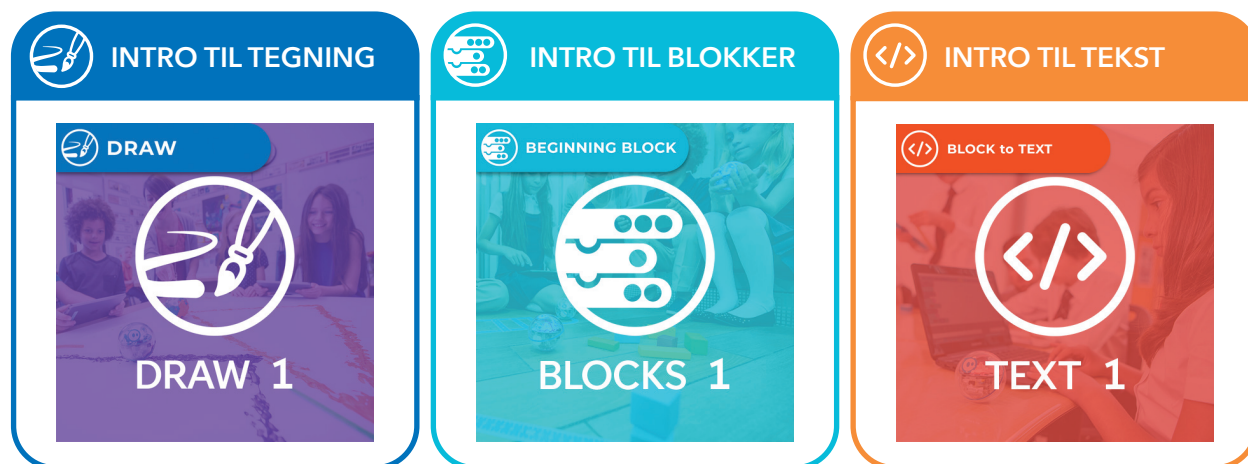 INTRO TIL TEGNING
DRAW
DRAW 1
INTRO TIL BLOKKER
BEGINNING BLOCK
BLOCKS 1
INTRO TIL TEKST
</>
BLOCK to TEXT
</>
</>
TEXT 1